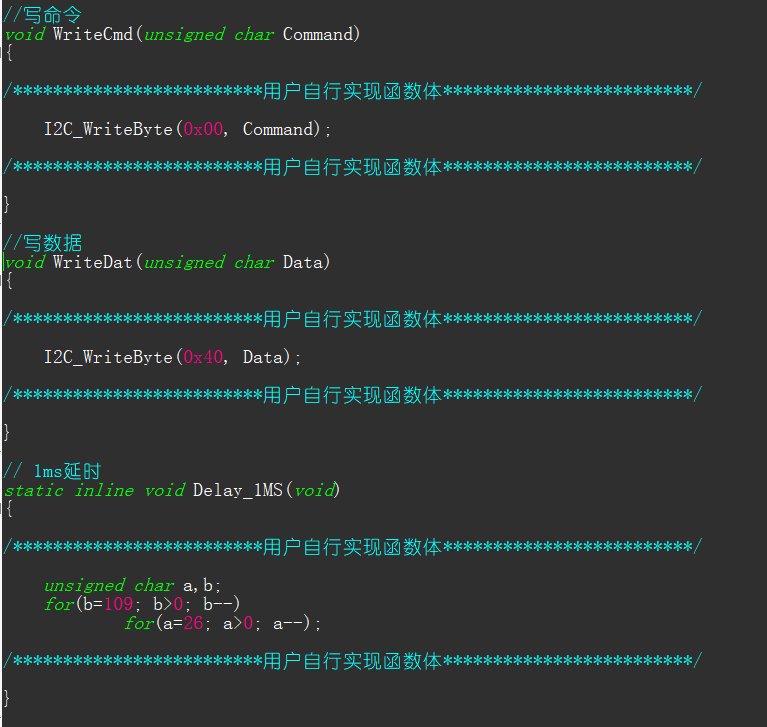 //写命令
void WriteCmd(unsigned char Command)
{
/*************************用户自行实现函数体*************************/
I2C_WriteByte(0x00, Command);
/*************************用户自行实现函数体*************************/
}
//写数据
void WriteDat(unsigned char Data)
{
/*************************用户自行实现函数体*************************/
I2C_WriteByte(0x40, Data);
/*************************用户自行实现函数体*************************/
}
// 1ms延时
static inline void Delay_1MS(void)
{
/*************************用户自行实现函数体*************************/
unsigned char a,b;
for(b=109; b>0; b--)
for(a=26; a>0; a--);
/*************************用户自行实现函数体*************************/
}